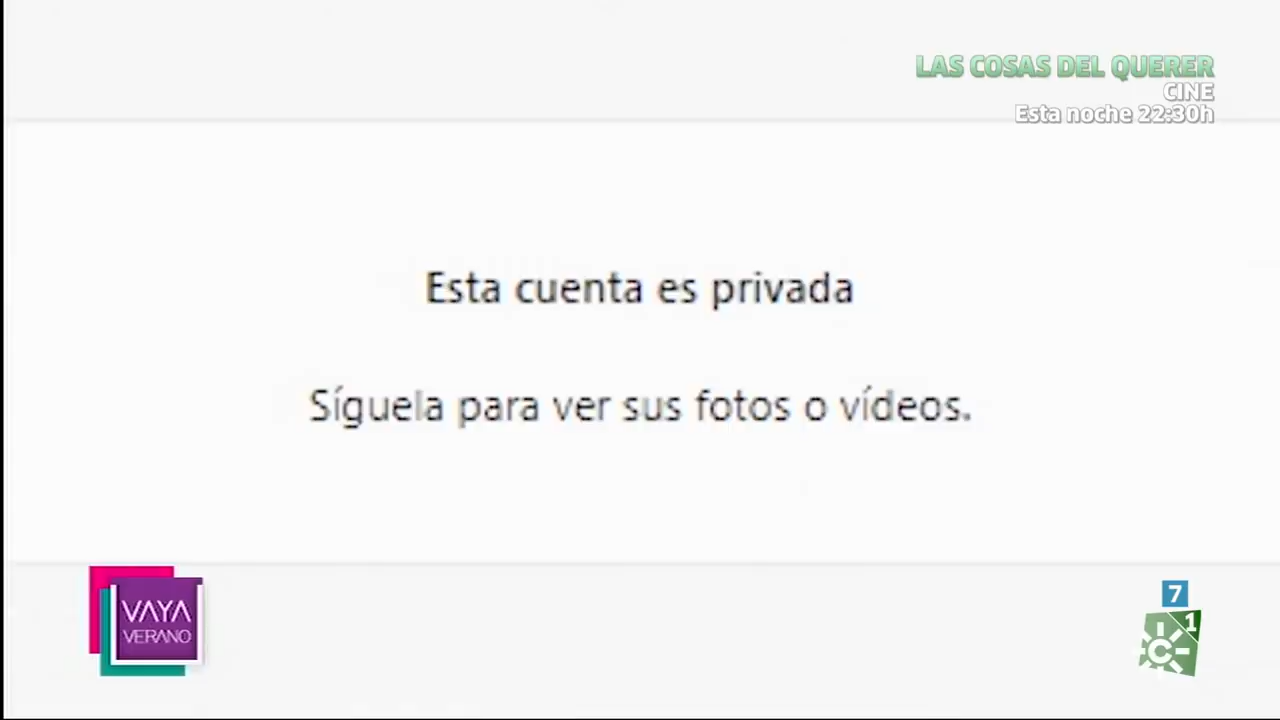 LAS COSAS DEL QUERER
CINE
Esta noche 22:30h
Esta cuenta es privada
Síguela para ver sus fotos o vídeos.
VAYA
VERANO
7
1
C